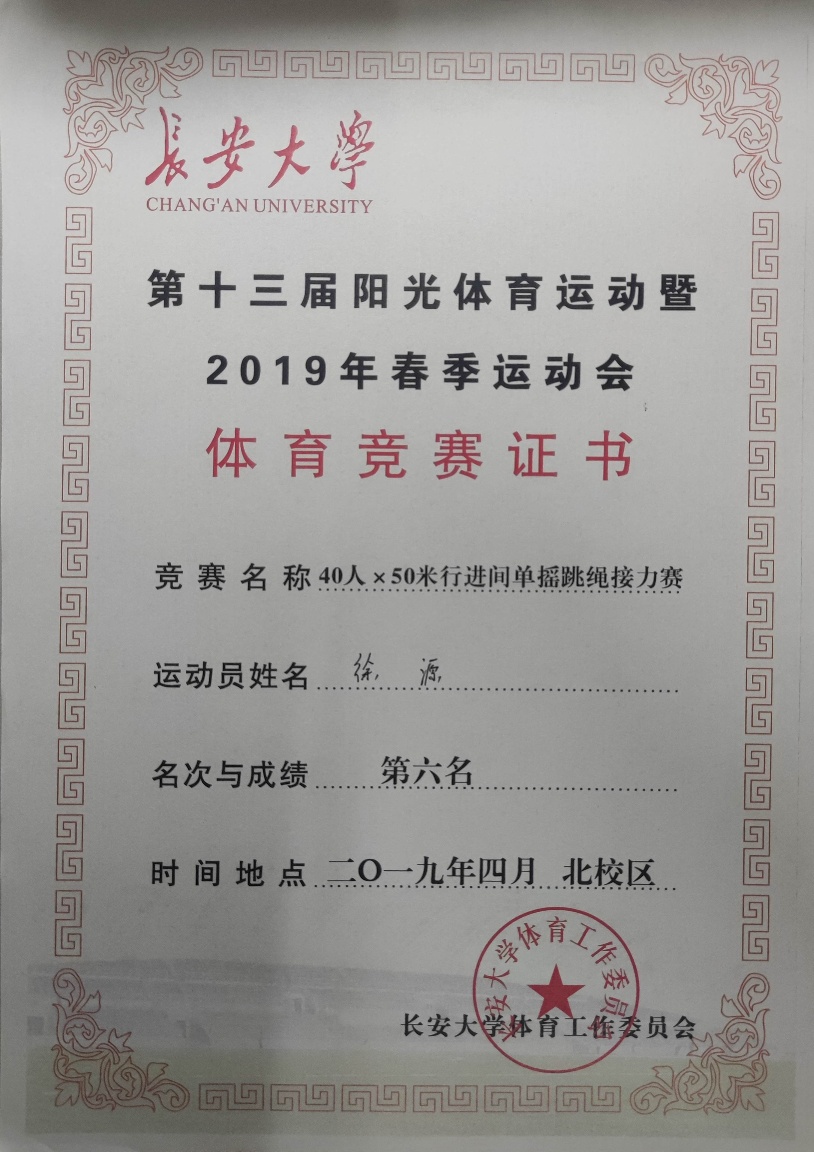 長安大學
CHANG'AN UNIVERSITY
第十三届阳光体育运动暨
2019年春季运动会
体育竞赛证书
竞赛名称 40人×50米行进间单摇跳绳接力赛
运动员姓名 徐 源
名次与成绩 第六名
时间地点 二〇一九年四月 北校区
长安大学体育工作委员会
长安大学体育工作委员会